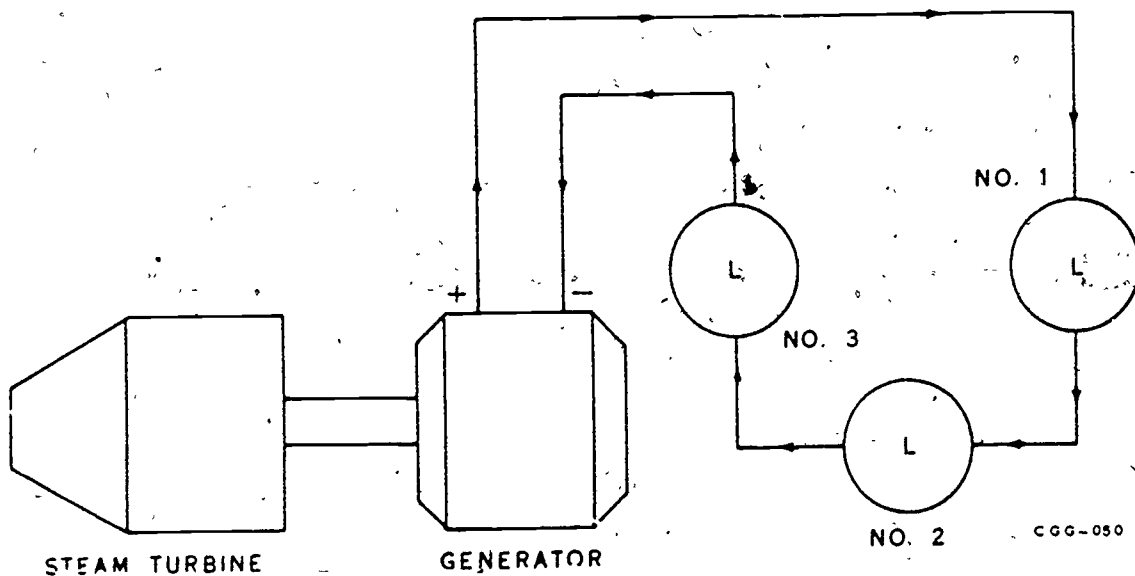 NO. 1
+ −
L
L
NO. 3
L
NO. 2
CGG-050
STEAM TURBINE
GENERATOR